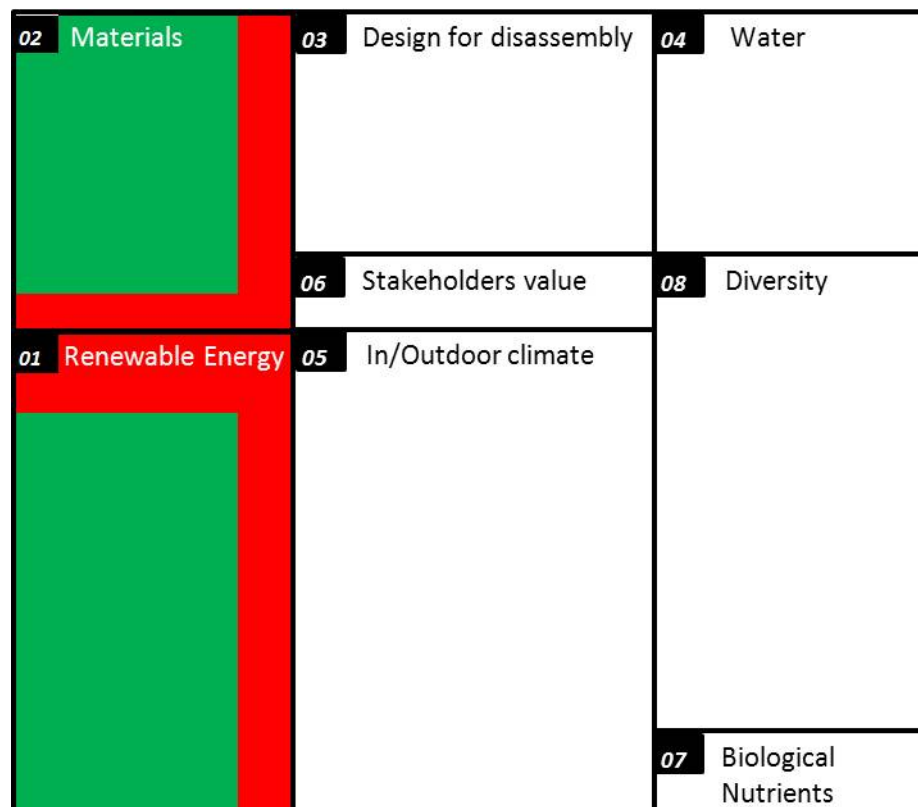 02 Materials
03 Design for disassembly
04 Water
06 Stakeholders value
08 Diversity
01 Renewable Energy
05 In/Outdoor climate
07 Biological
Nutrients